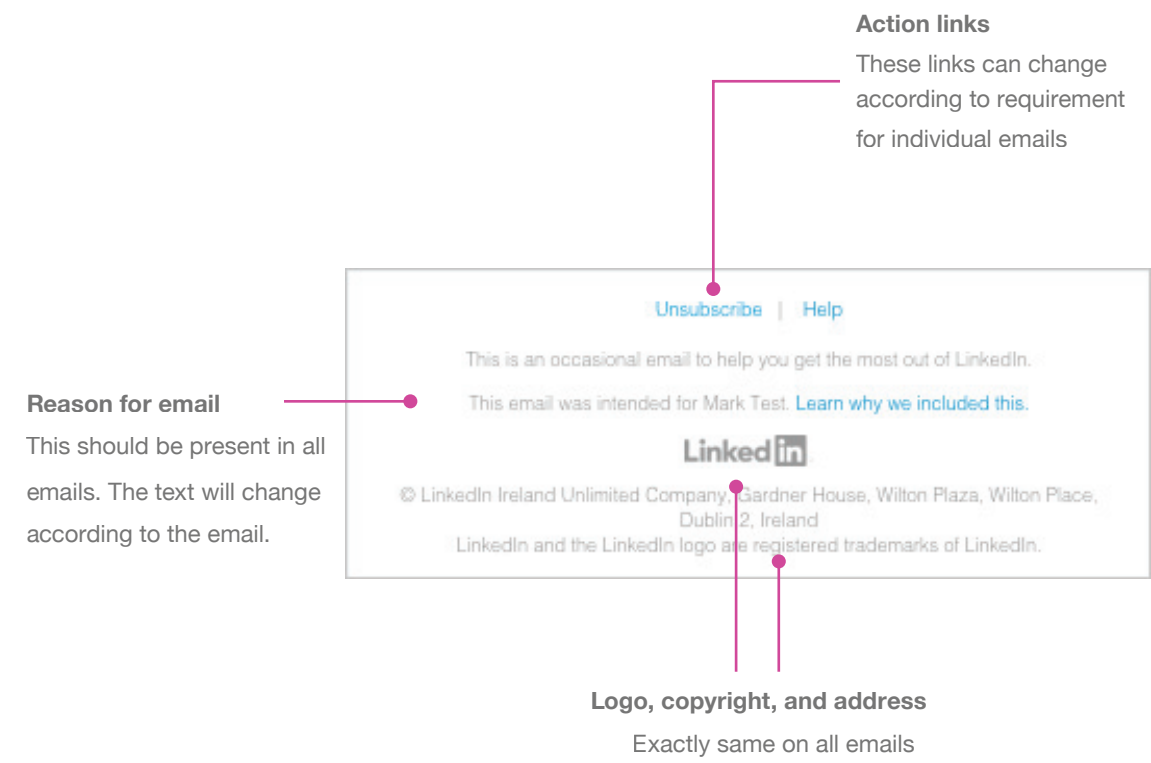 Action links
These links can change
according to requirement
for individual emails
Unsubscribe | Help
This is an occasional email to help you get the most out of LinkedIn.
Reason for email
This should be present in all
emails. The text will change
according to the email.
This email was intended for Mark Test. Learn why we included this.
Linked in
© LinkedIn Ireland Unlimited Company, Gardner House, Wilton Plaza, Wilton Place,
Dublin 2, Ireland
LinkedIn and the LinkedIn logo are registered trademarks of LinkedIn.
Logo, copyright, and address
Exactly same on all emails